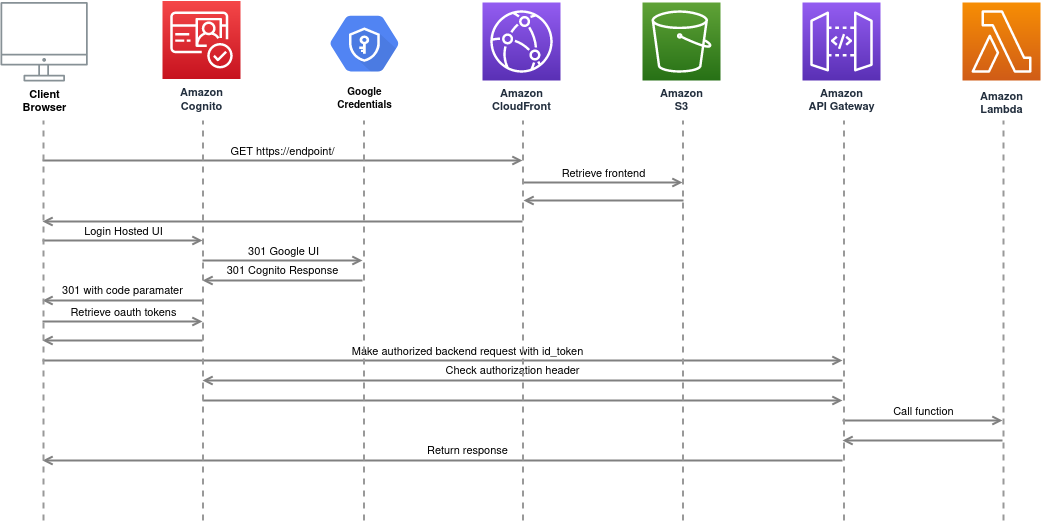 Client
Browser
Amazon
Cognito
Google
Credentials
Amazon
CloudFront
Amazon
S3
Amazon
API Gateway
Amazon
Lambda
GET https://endpoint/
Retrieve frontend
Login Hosted UI
301 Google UI
301 Cognito Response
301 with code paramater
Retrieve oauth tokens
Make authorized backend request with id_token
Check authorization header
Call function
Return response